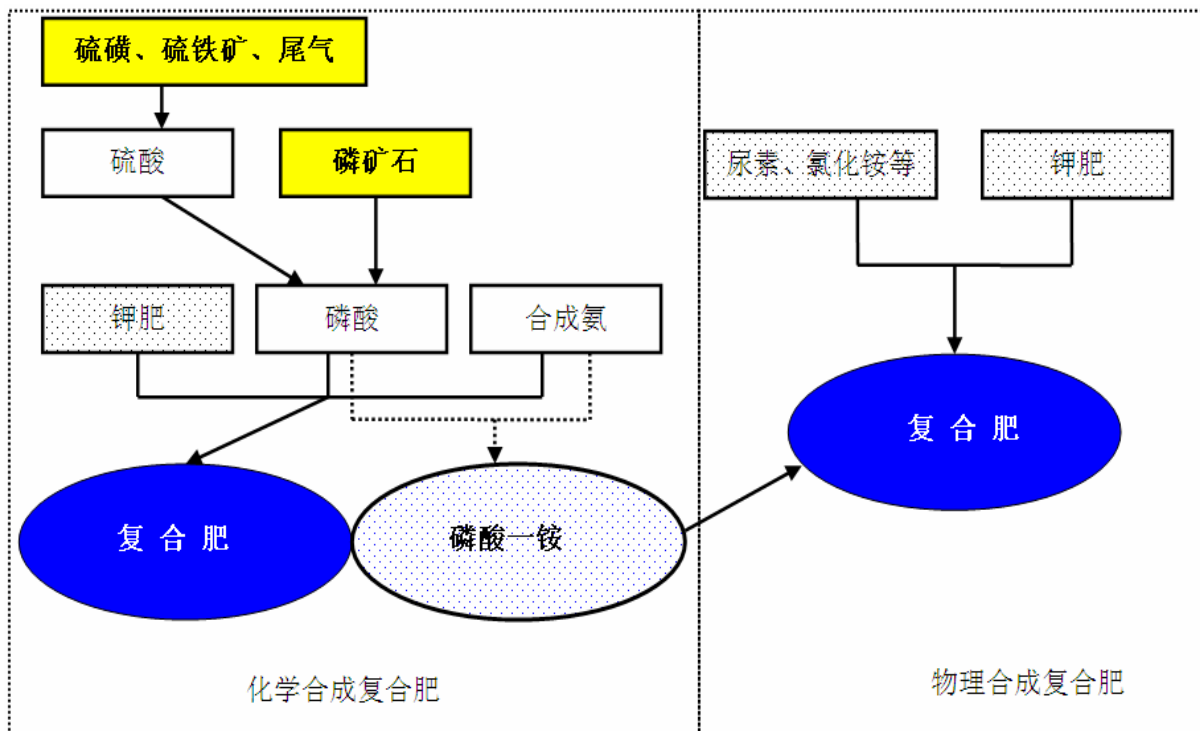 硫磺、硫铁矿、尾气
硫酸
磷矿石
尿素、氯化铵等
钾肥
钾肥
磷酸
合成氨
复 合 肥
复 合 肥
磷酸一铵
化学合成复合肥
物理合成复合肥